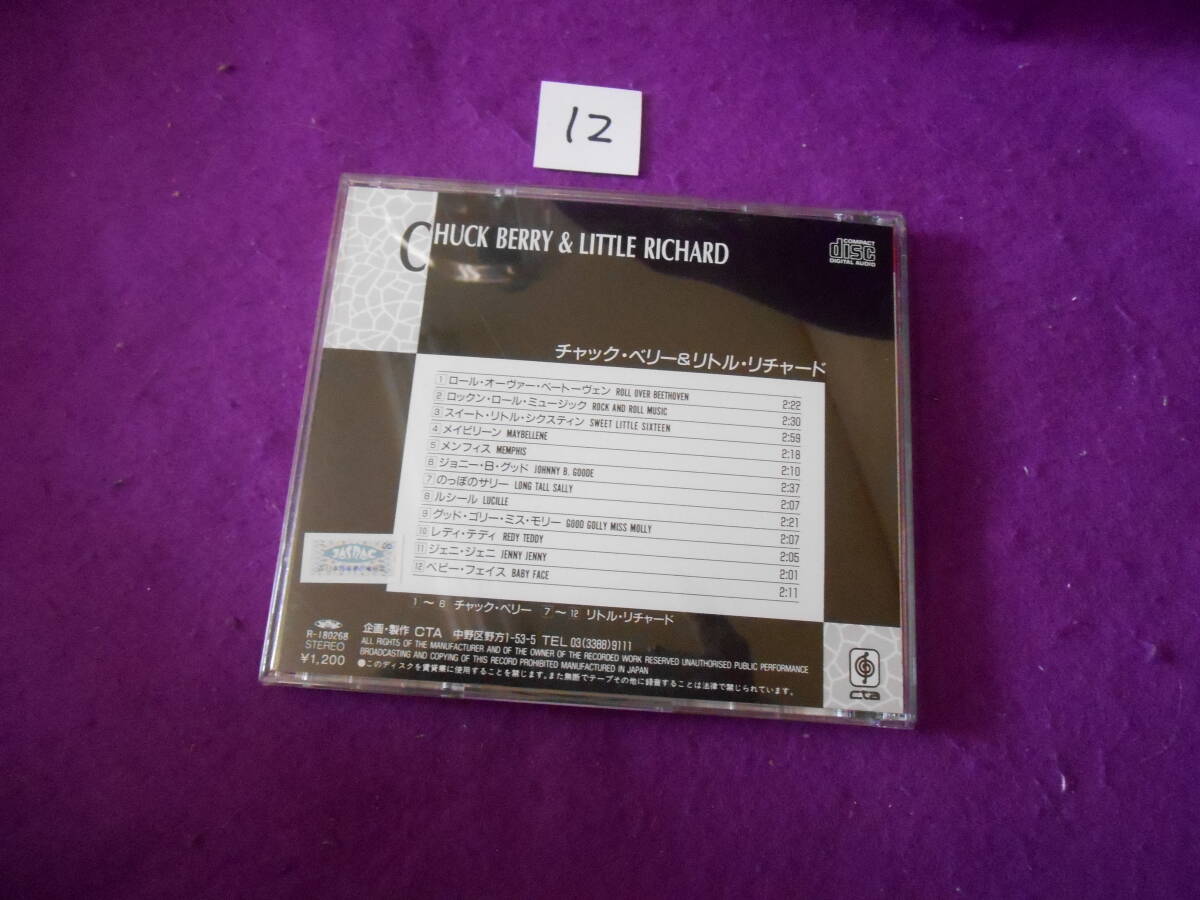 12
CHUCK BERRY & LITTLE RICHARD
COMPACT
disc
DIGITAL AUDIO
チャック・ベリー&リトル・リチャード
1 ロール・オーヴァー・ベートーヴェン ROLL OVER BEETHOVEN 2:22
2 ロックン・ロール・ミュージック ROCK AND ROLL MUSIC 2:30
3 スイート・リトル・シクスティン SWEET LITTLE SIXTEEN 2:59
4 メイビリーン MAYBELLENE 2:18
5 メンフィス MEMPHIS 2:10
6 ジョニー・B・グッド JOHNNY B. GOODE 2:37
7 のっぽのサリー LONG TALL SALLY 2:07
8 ルシール LUCILLE 2:21
9 グッド・ゴリー・ミス・モリー GOOD GOLLY MISS MOLLY 2:07
10 レディ・テディ REDY TEDDY 2:05
11 ジェニ・ジェニ JENNY JENNY 2:01
12 ベビー・フェイス BABY FACE 2:11
1 〜 6 チャック・ベリー 7 〜 12 リトル・リチャード
JASRAC
R-180268
STEREO
¥1,200
企画・製作 CTA 中野区野方1-53-5 TEL 03(3388)9111
ALL RIGHTS OF THE MANUFACTURER AND OF THE OWNER OF THE RECORDED WORK RESERVED UNAUTHORISED PUBLIC PERFORMANCE
BROADCASTING AND COPYING OF THIS RECORD PROHIBITED MANUFACTURED IN JAPAN
●このディスクを賃貸業に使用することを禁じます。また無断でテープその他に録音することは法律で禁じられています。
cta